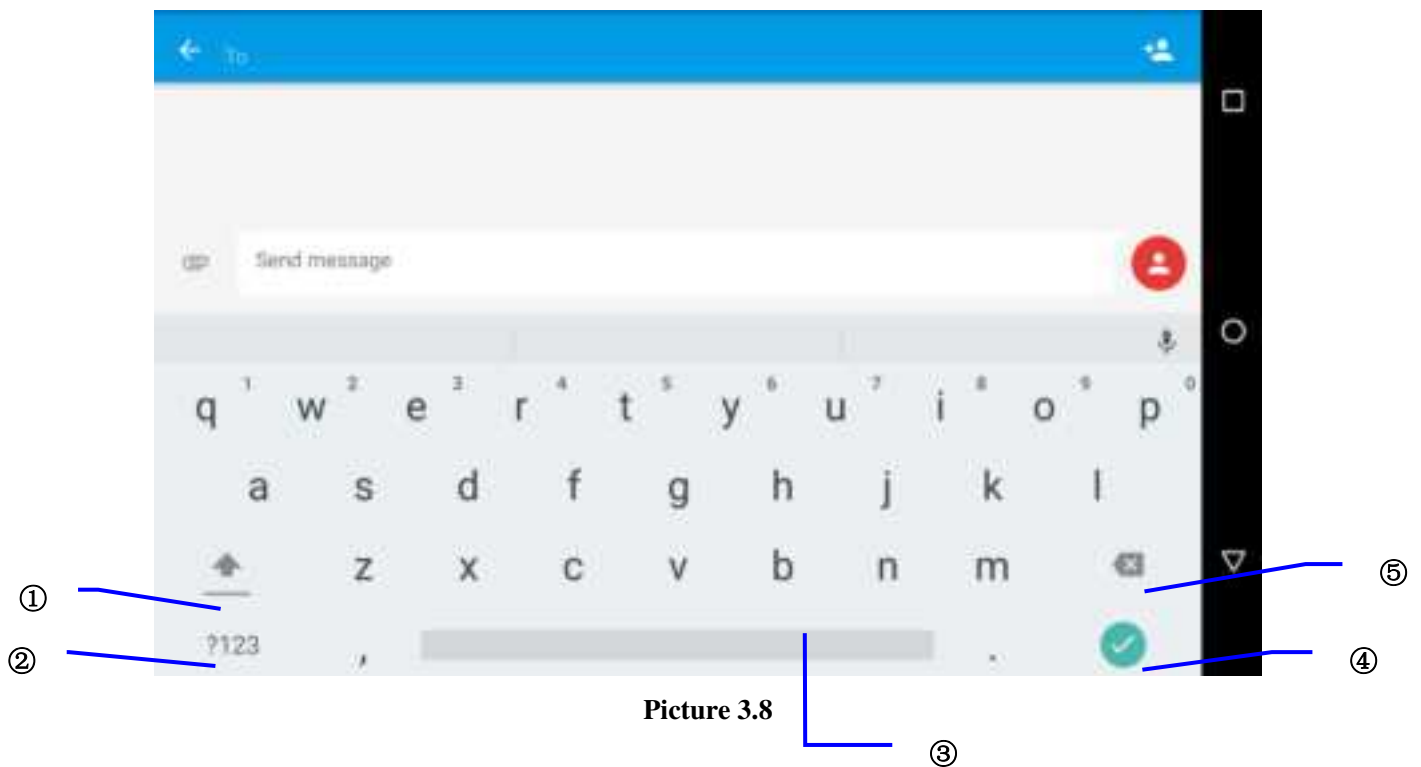 To
Send message
q 1 w 2 e 3 r 4 t 5 y 6 u 7 i 8 o 9 p 0
a s d f g h j k l
z x c v b n m
⑤
①
?123 , .
②
④
Picture 3.8
③